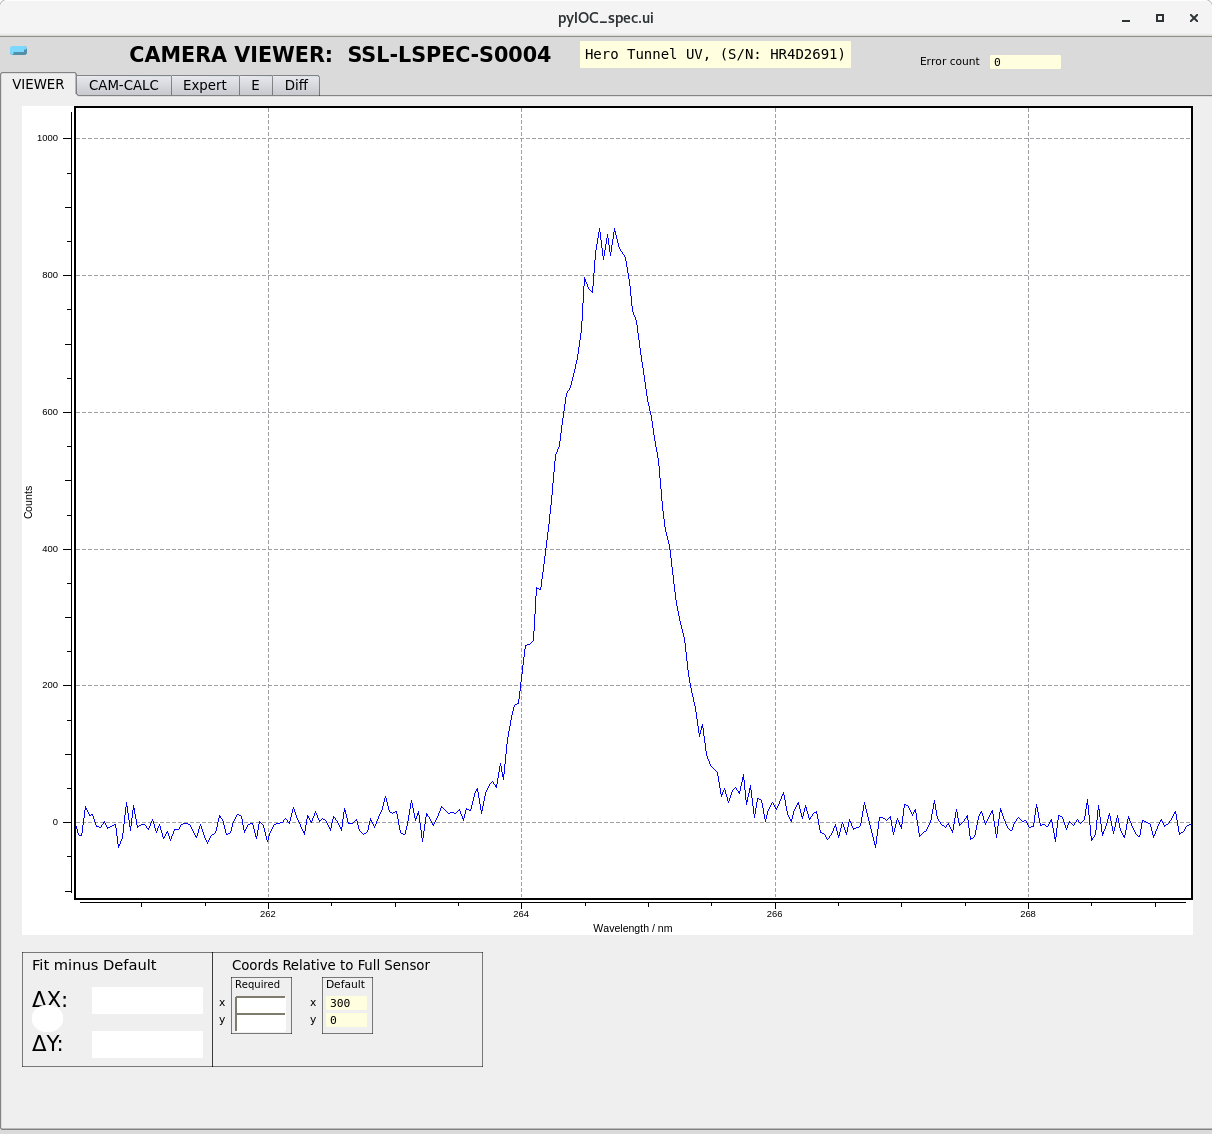 pyIOC_spec.ui
CAMERA VIEWER: SSL-LSPEC-S0004
Hero Tunnel UV, (S/N: HR4D2691)
Error count 0
VIEWER CAM-CALC Expert E Diff
1000
800
600
400
200
0
Counts
262 264 266 268
Wavelength / nm
Fit minus Default
ΔX:
ΔY:
Coords Relative to Full Sensor
Required Default
x x 300
y y 0